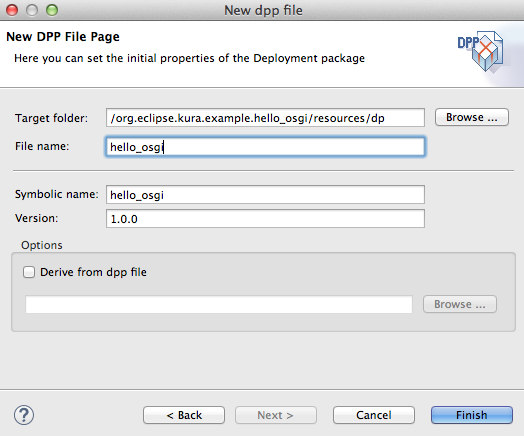 New dpp file
New DPP File Page
Here you can set the initial properties of the Deployment package
DPP
Target folder: /org.eclipse.kura.example.hello_osgi/resources/dp Browse ...
File name: hello_osgi
Symbolic name: hello_osgi
Version: 1.0.0
Options
Derive from dpp file
Browse ...
? < Back Next > Cancel Finish